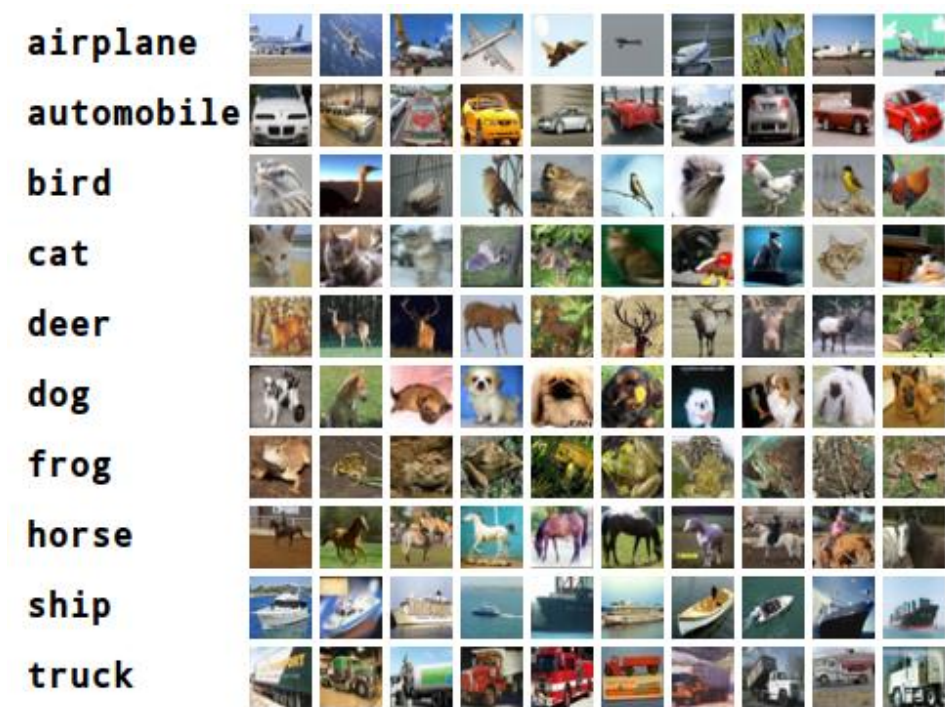 airplane
automobile
bird
cat
deer
dog
frog
horse
ship
truck